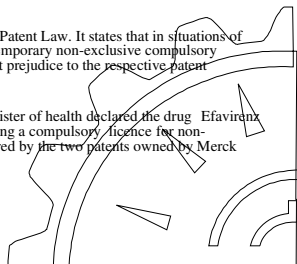 Patent Law. It states that in situations of
mporary non-exclusive compulsory
t prejudice to the respective patent
ister of health declared the drug Efavirenz
ng a compulsory licence for non-
red by the two patents owned by Merck